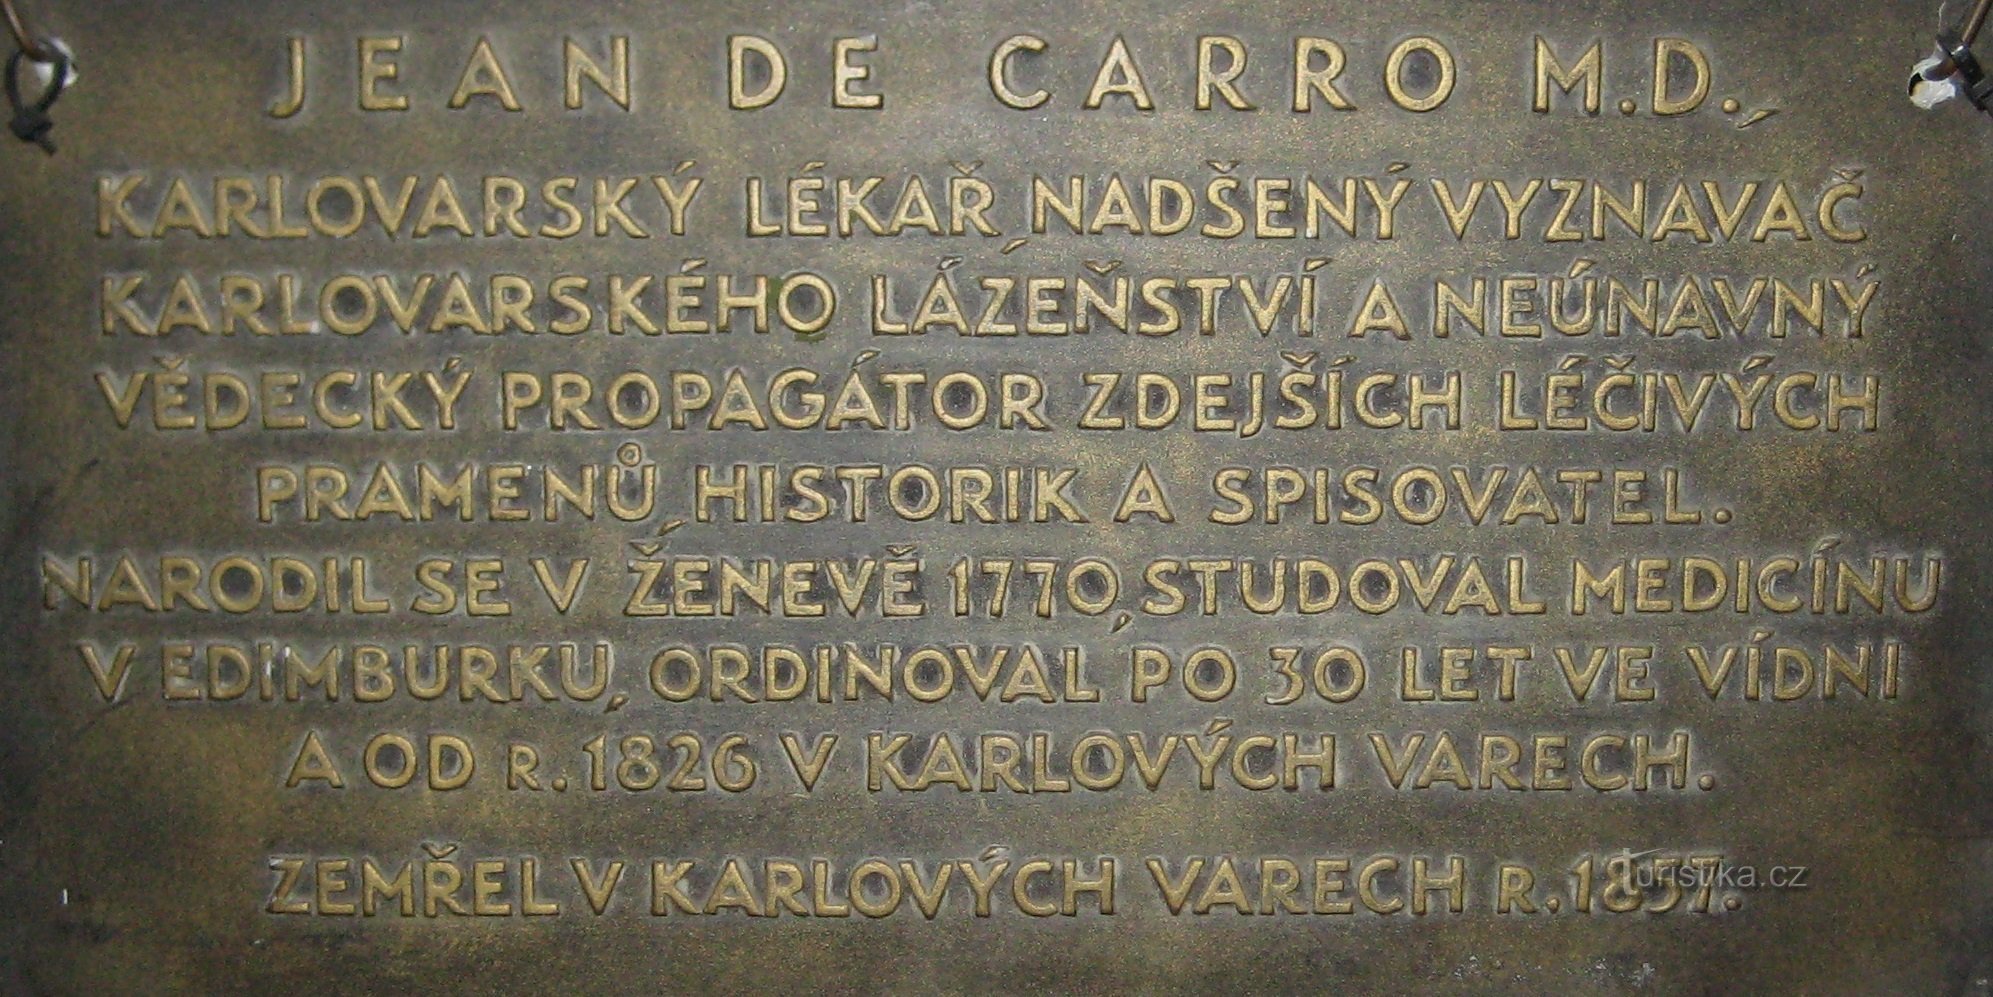 JEAN DE CARRO M.D.,
KARLOVARSKÝ LÉKAŘ, NADŠENÝ VYZNAVAČ
KARLOVARSKÉHO LÁZEŇSTVÍ A NEÚNAVNÝ
VĚDECKÝ PROPAGÁTOR ZDEJŠÍCH LÉČIVÝCH
PRAMENŮ, HISTORIK A SPISOVATEL.
NARODIL SE V ŽENEVĚ 1770, STUDOVAL MEDICÍNU
V EDIMBURKU, ORDINOVAL PO 30 LET VE VÍDNI
A OD R. 1826 V KARLOVÝCH VARECH.
ZEMŘEL V KARLOVÝCH VARECH R. 1857.
Turistika.cz